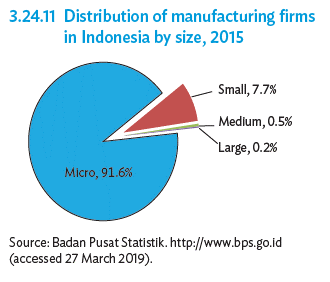 3.24.11 Distribution of manufacturing firms
in Indonesia by size, 2015
Small, 7.7%
Medium, 0.5%
Large, 0.2%
Micro, 91.6%
Source: Badan Pusat Statistik. http://www.bps.go.id
(accessed 27 March 2019).